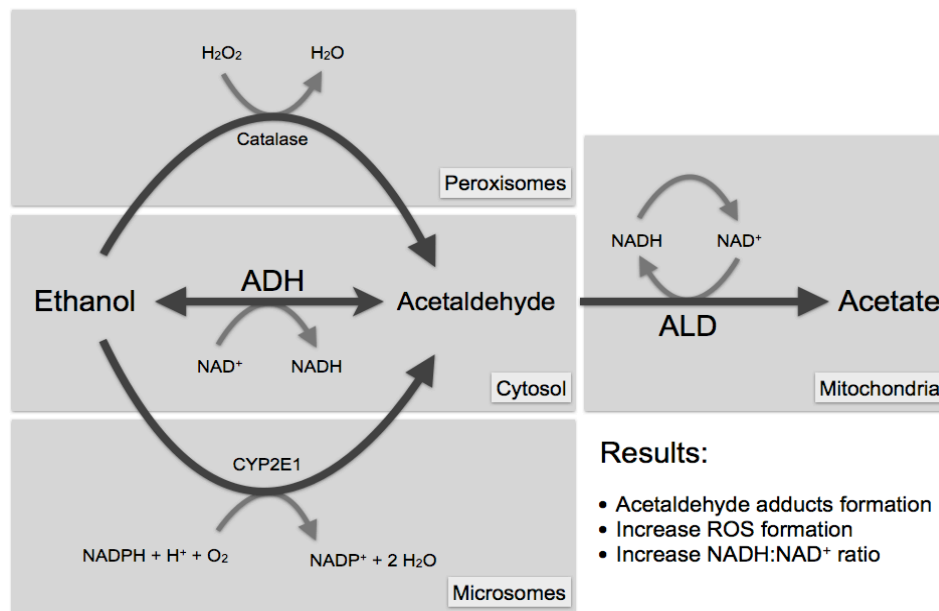 H₂O₂
H₂O
Catalase
Peroxisomes
Ethanol
ADH
Acetaldehyde
NAD⁺
NADH
Cytosol
NADH
NAD⁺
ALD
Acetate
Mitochondria
CYP2E1
NADPH + H⁺ + O₂
NADP⁺ + 2 H₂O
Microsomes
Results:
• Acetaldehyde adducts formation
• Increase ROS formation
• Increase NADH:NAD⁺ ratio